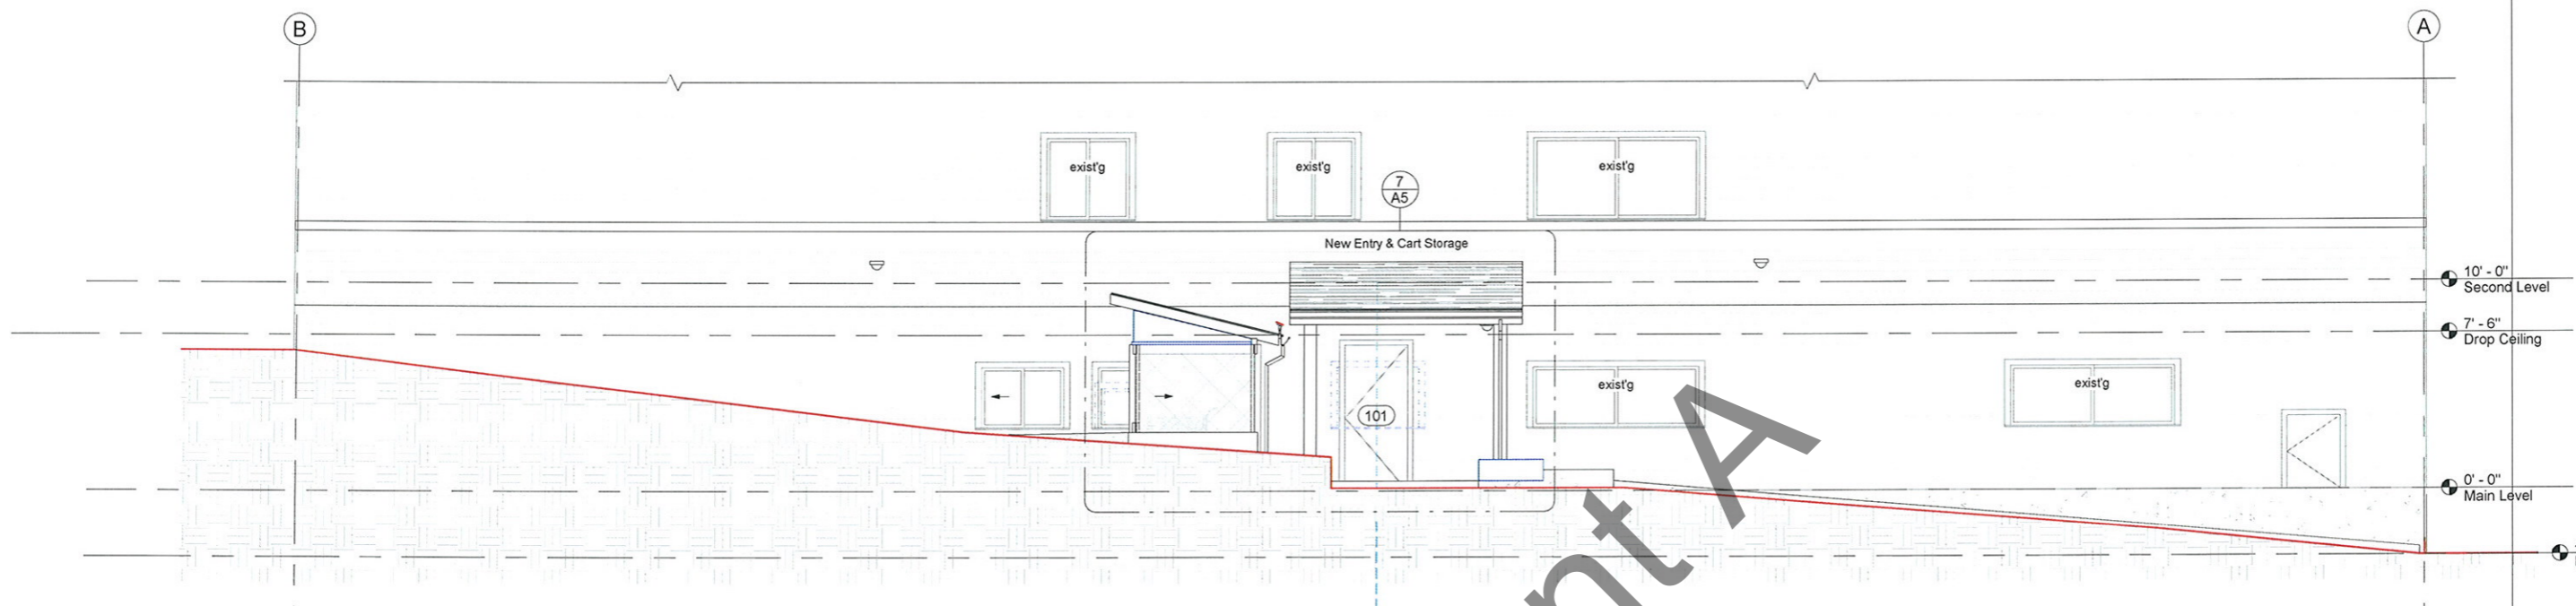 B
A
exist'g
exist'g
exist'g
7
A5
New Entry & Cart Storage
10' - 0"
Second Level
7' - 6"
Drop Ceiling
exist'g
exist'g
101
0' - 0"
Main Level
nt A